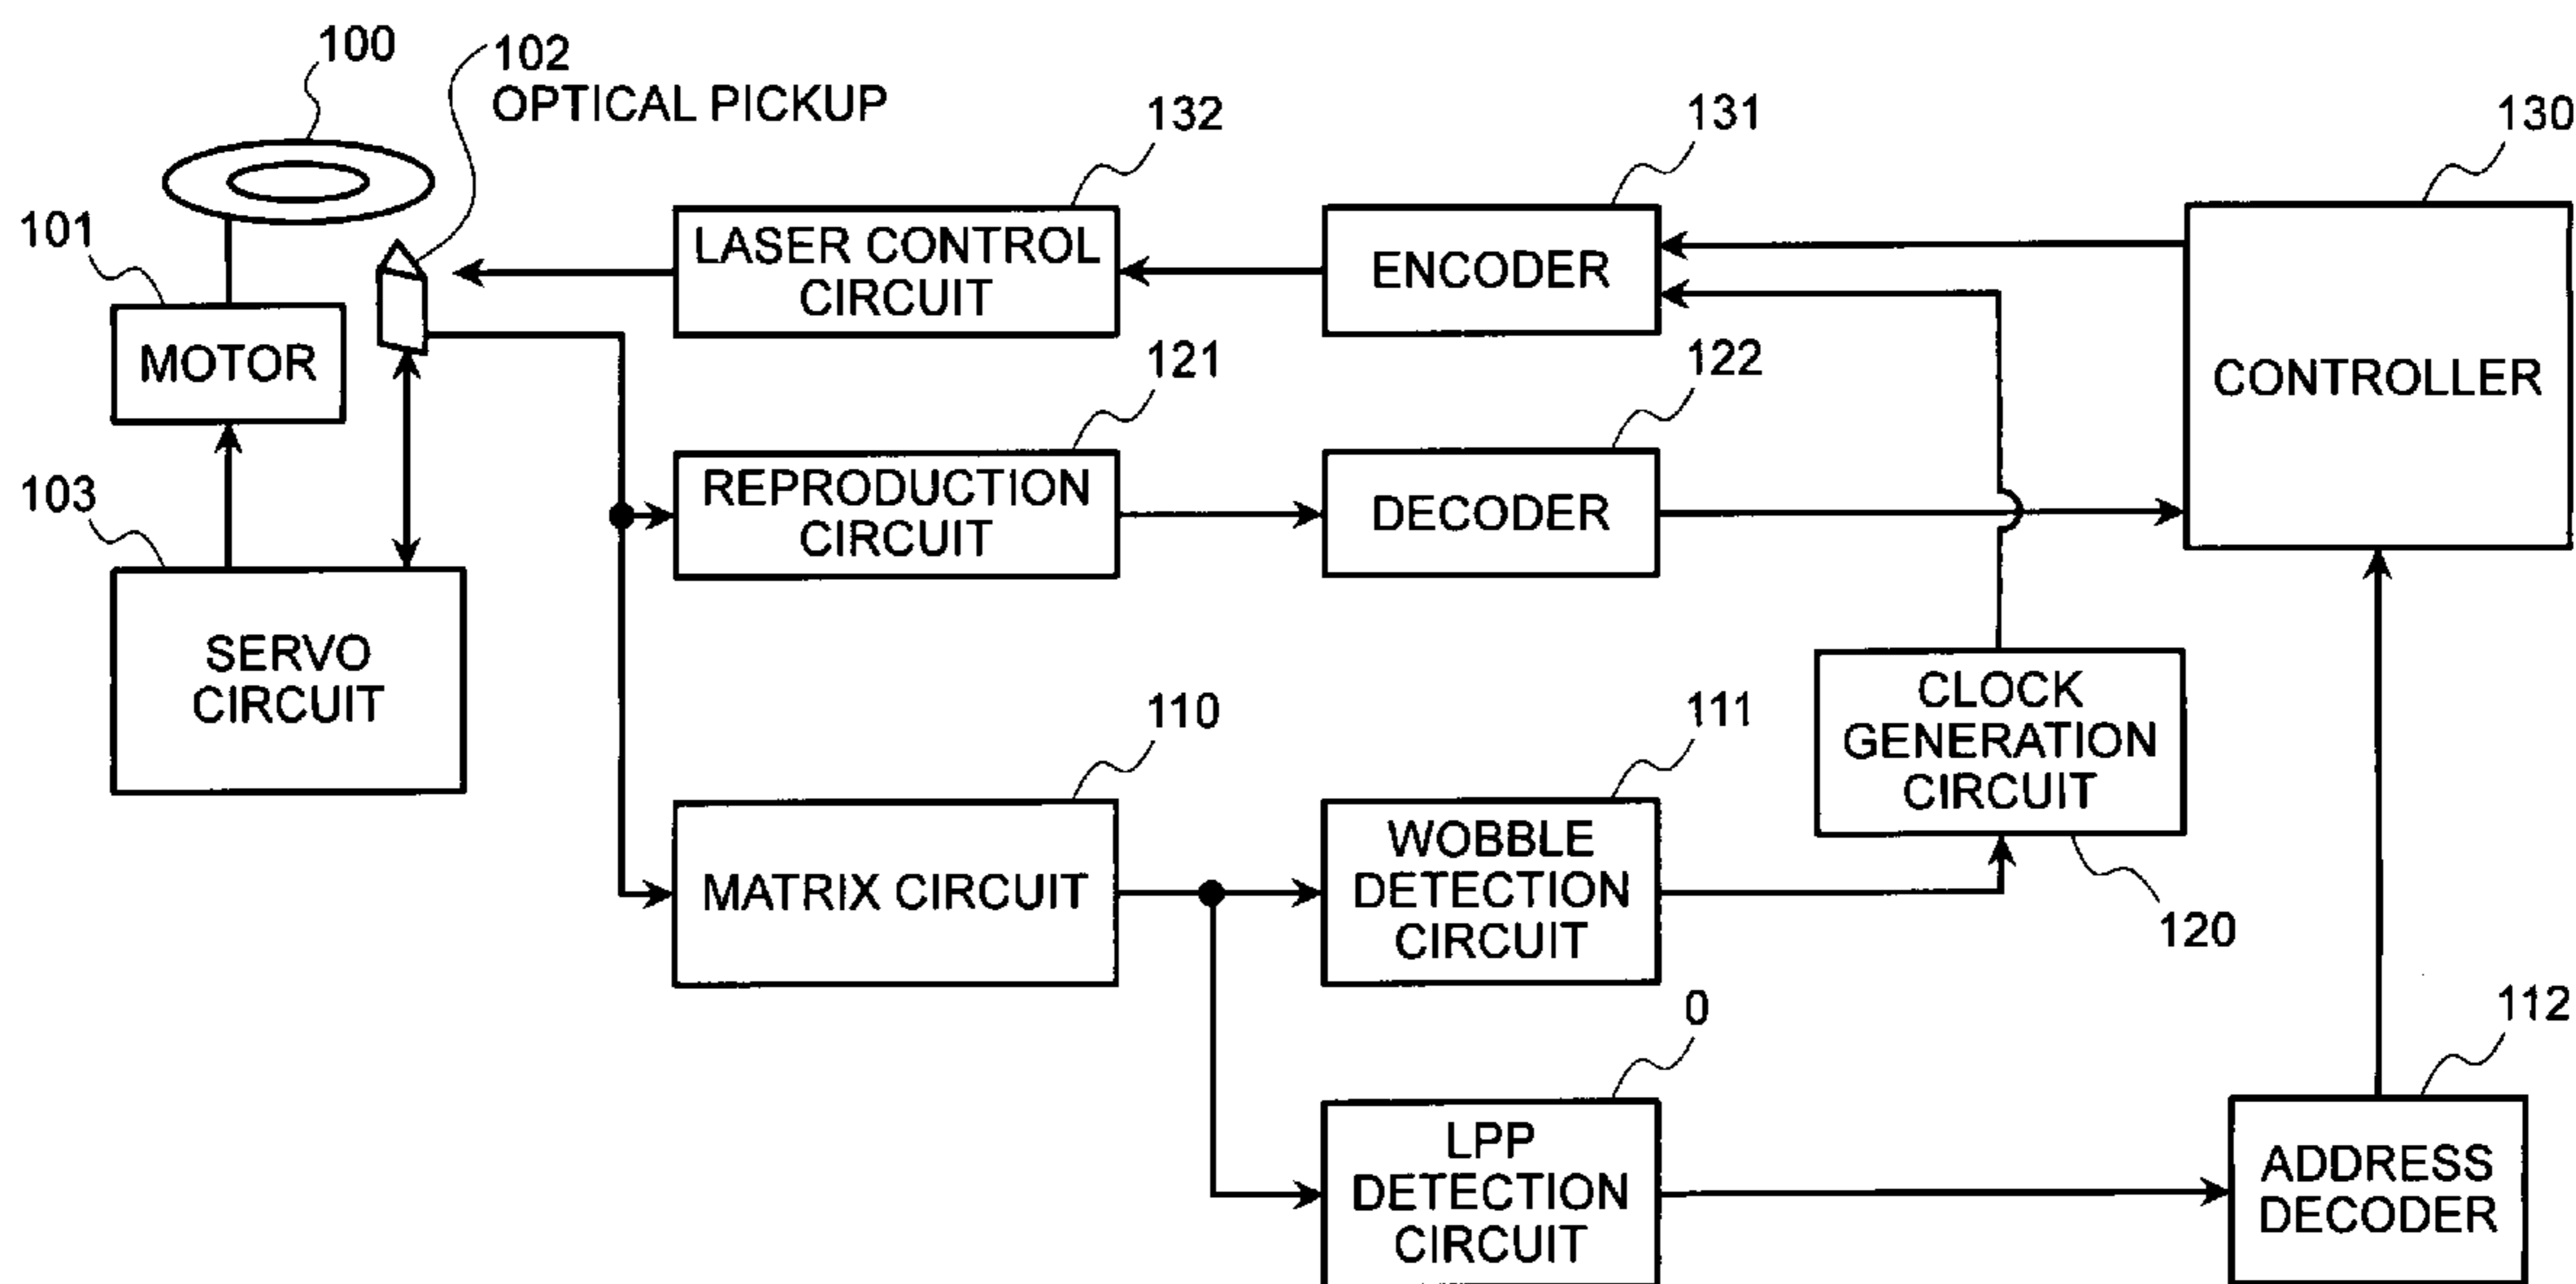 100
102
OPTICAL PICKUP
132
131
130
101
LASER CONTROL
CIRCUIT
ENCODER
CONTROLLER
MOTOR
121
122
103
REPRODUCTION
CIRCUIT
DECODER
SERVO
CIRCUIT
110
111
CLOCK
GENERATION
CIRCUIT
120
MATRIX CIRCUIT
WOBBLE
DETECTION
CIRCUIT
0
112
LPP
DETECTION
CIRCUIT
ADDRESS
DECODER